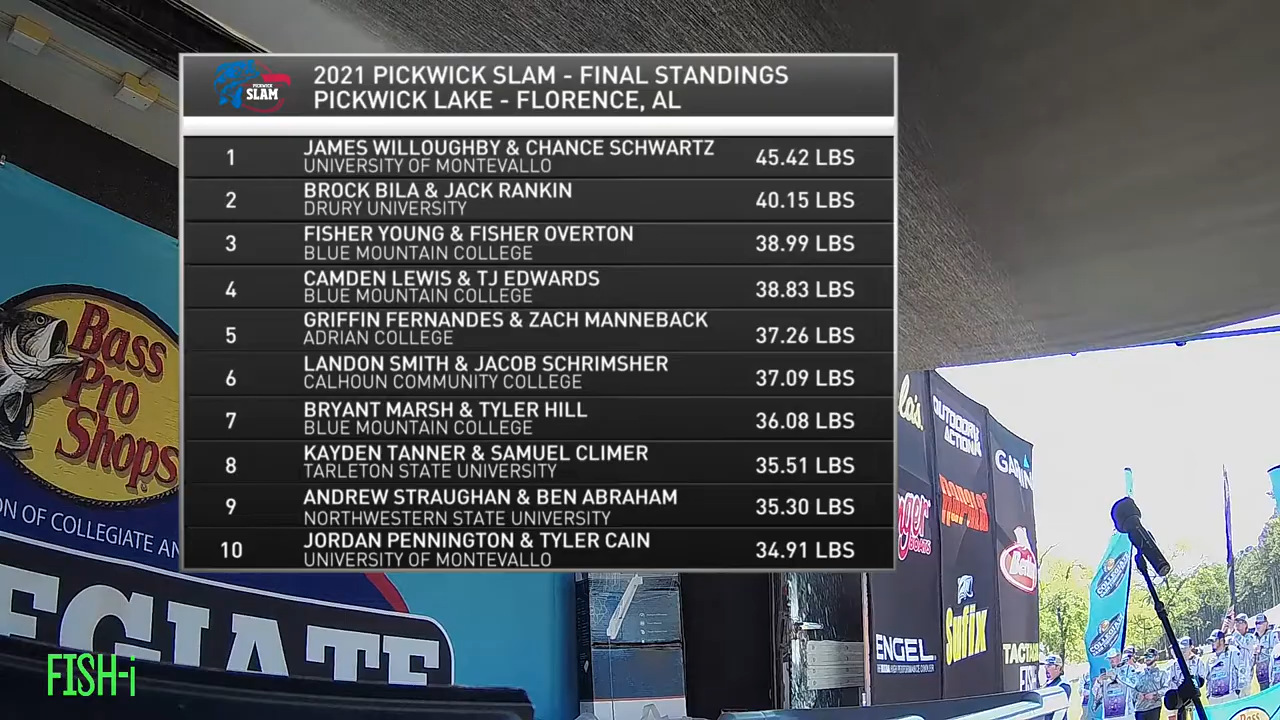 PICKWICK
SLAM
2021 PICKWICK SLAM - FINAL STANDINGS
PICKWICK LAKE - FLORENCE, AL
1 JAMES WILLOUGHBY & CHANCE SCHWARTZ 45.42 LBS
UNIVERSITY OF MONTEVALLO
2 BROCK BILA & JACK RANKIN 40.15 LBS
DRURY UNIVERSITY
3 FISHER YOUNG & FISHER OVERTON 38.99 LBS
BLUE MOUNTAIN COLLEGE
4 CAMDEN LEWIS & TJ EDWARDS 38.83 LBS
BLUE MOUNTAIN COLLEGE
5 GRIFFIN FERNANDES & ZACH MANNEBACK 37.26 LBS
ADRIAN COLLEGE
6 LANDON SMITH & JACOB SCHRIMSHER 37.09 LBS
CALHOUN COMMUNITY COLLEGE
7 BRYANT MARSH & TYLER HILL 36.08 LBS
BLUE MOUNTAIN COLLEGE
8 KAYDEN TANNER & SAMUEL CLIMER 35.51 LBS
TARLETON STATE UNIVERSITY
9 ANDREW STRAUGHAN & BEN ABRAHAM 35.30 LBS
NORTHWESTERN STATE UNIVERSITY
10 JORDAN PENNINGTON & TYLER CAIN 34.91 LBS
UNIVERSITY OF MONTEVALLO
Bass
Pro
Shops
ON OF COLLEGIATE AN
EGIATE
FISH-i
OUTDOORS
ACTION
GARMIN
RAPALA
BOATS
Berkley
Sufix
ENGEL
TACTICAL